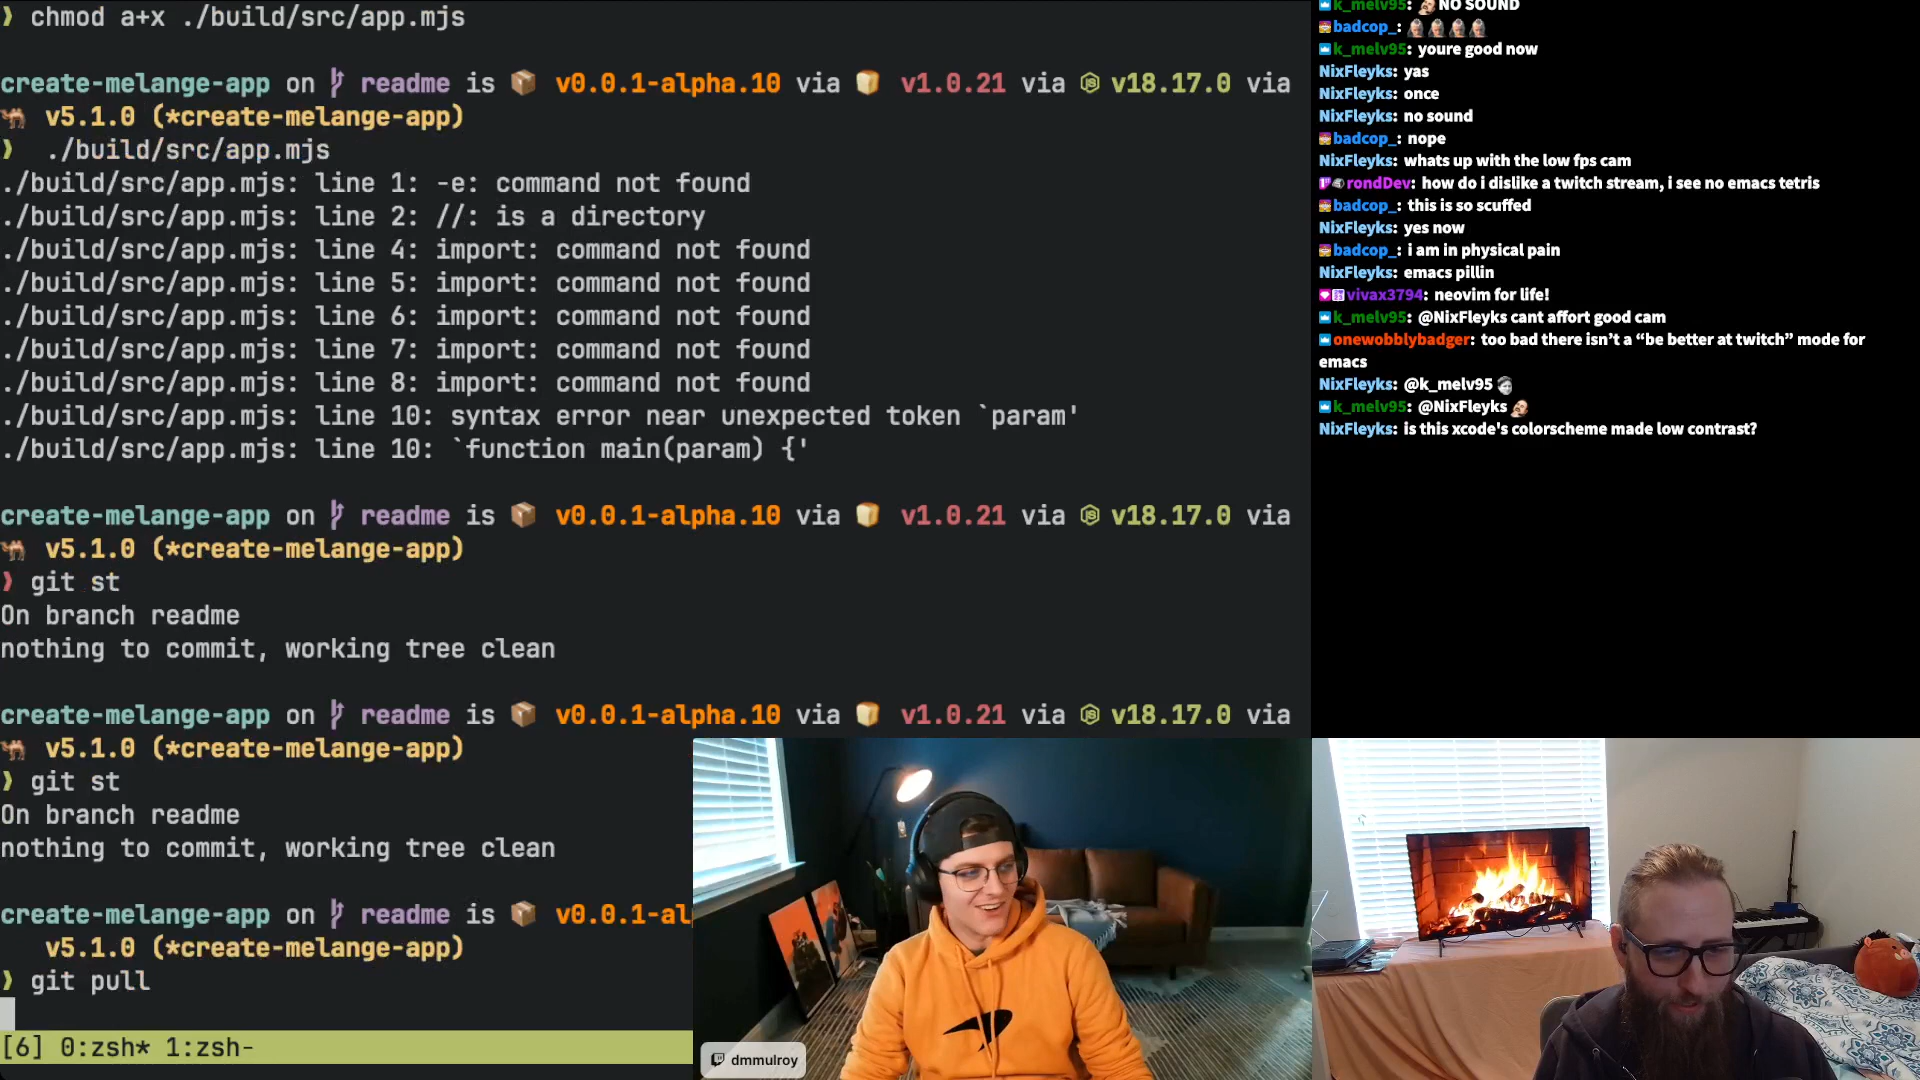 ❯ chmod a+x ./build/src/app.mjs
create-melange-app on readme is 📦 v0.0.1-alpha.10 via 🍞 v1.0.21 via v18.17.0 via
🐫 v5.1.0 (*create-melange-app)
❯ ./build/src/app.mjs
./build/src/app.mjs: line 1: -e: command not found
./build/src/app.mjs: line 2: //: is a directory
./build/src/app.mjs: line 4: import: command not found
./build/src/app.mjs: line 5: import: command not found
./build/src/app.mjs: line 6: import: command not found
./build/src/app.mjs: line 7: import: command not found
./build/src/app.mjs: line 8: import: command not found
./build/src/app.mjs: line 10: syntax error near unexpected token `param'
./build/src/app.mjs: line 10: `function main(param) {'
create-melange-app on readme is 📦 v0.0.1-alpha.10 via 🍞 v1.0.21 via v18.17.0 via
🐫 v5.1.0 (*create-melange-app)
❯ git st
On branch readme
nothing to commit, working tree clean
create-melange-app on readme is 📦 v0.0.1-alpha.10 via 🍞 v1.0.21 via v18.17.0 via
🐫 v5.1.0 (*create-melange-app)
❯ git st
On branch readme
nothing to commit, working tree clean
create-melange-app on readme is 📦 v0.0.1-al
v5.1.0 (*create-melange-app)
❯ git pull
[6] 0:zsh* 1:zsh-
k_melv95: NO SOUND
badcop_:
k_melv95: youre good now
NixFleyks: yas
NixFleyks: once
NixFleyks: no sound
badcop_: nope
NixFleyks: whats up with the low fps cam
rondDev: how do i dislike a twitch stream, i see no emacs tetris
badcop_: this is so scuffed
NixFleyks: yes now
badcop_: i am in physical pain
NixFleyks: emacs pillin
vivax3794: neovim for life!
k_melv95: @NixFleyks cant affort good cam
onewobblybadger: too bad there isn’t a “be better at twitch” mode for
emacs
NixFleyks: @k_melv95
k_melv95: @NixFleyks
NixFleyks: is this xcode's colorscheme made low contrast?
dmmulroy